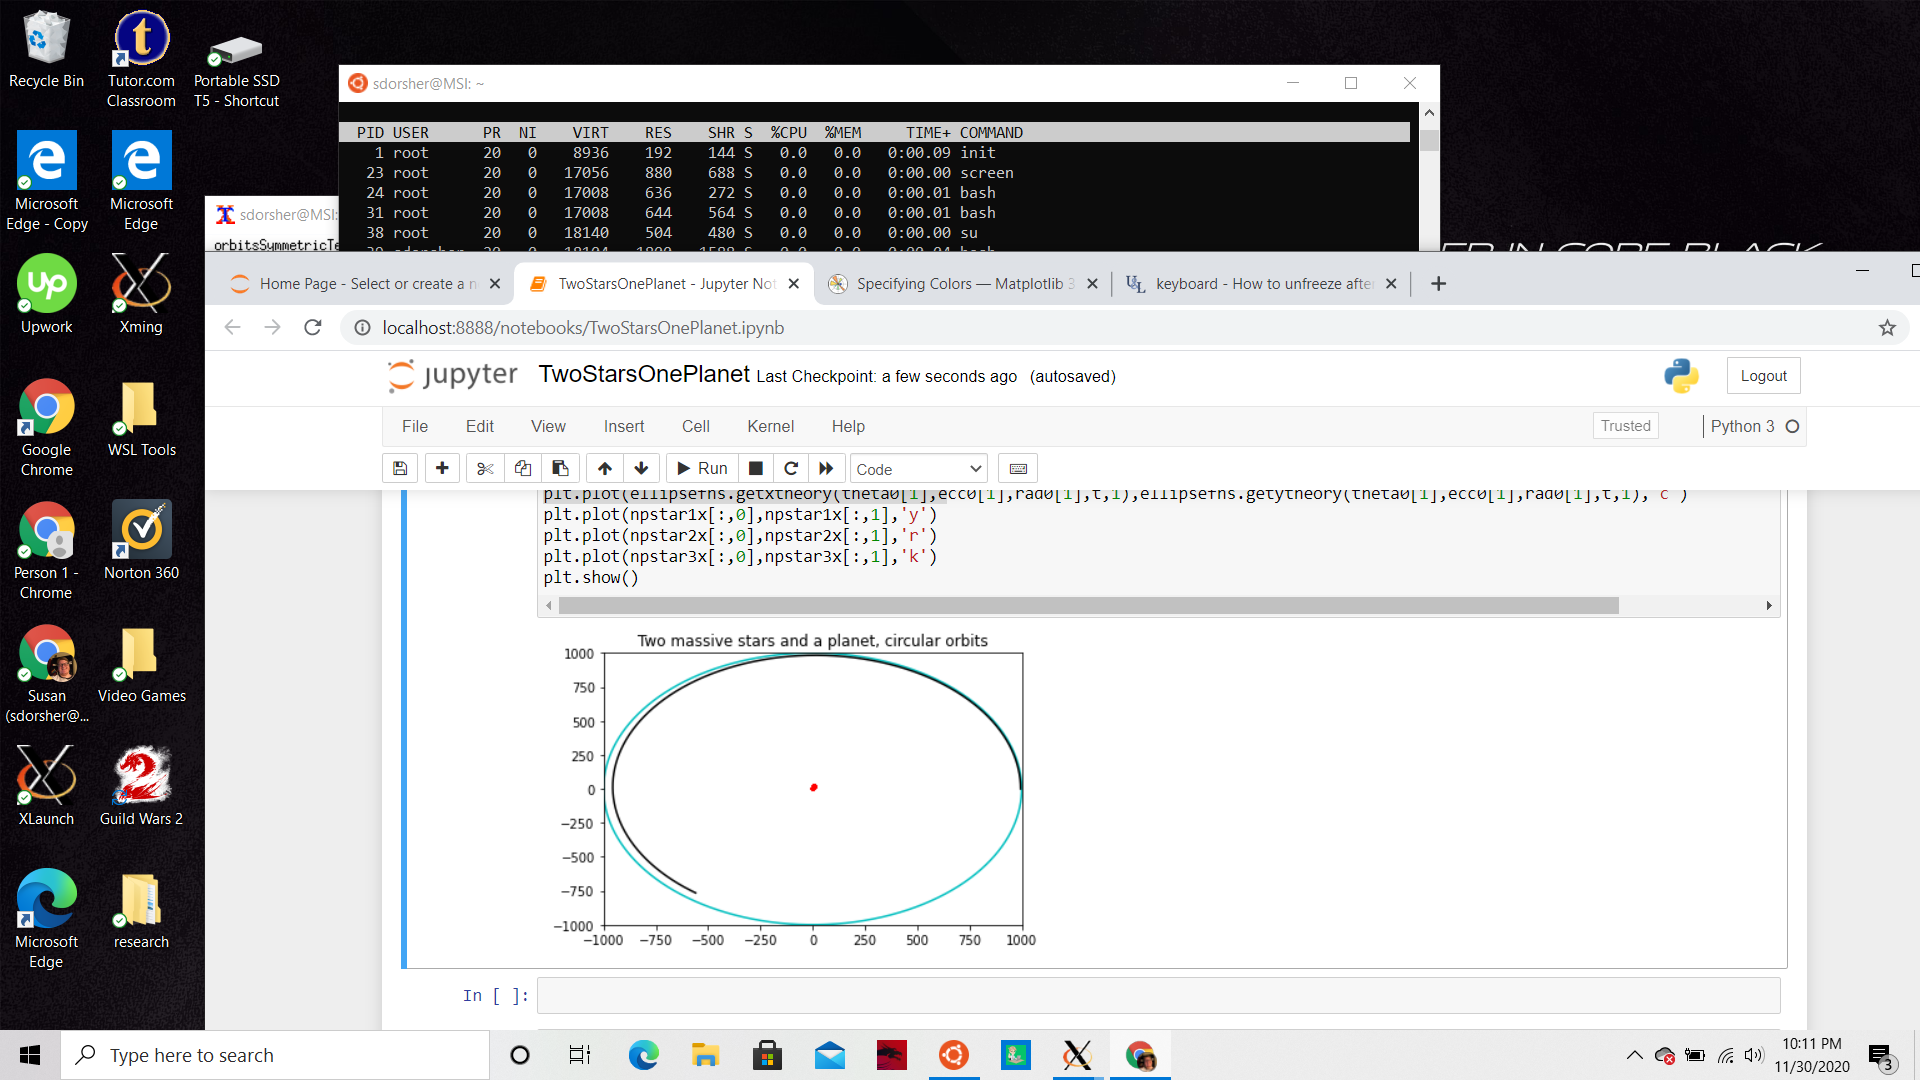 Recycle Bin
Tutor.com
Classroom
Portable SSD
T5 - Shortcut
Microsoft
Edge - Copy
Microsoft
Edge
Upwork
Xming
Google
Chrome
WSL Tools
Person 1 -
Chrome
Norton 360
Susan
(sdorsher@...
Video Games
XLaunch
Guild Wars 2
Microsoft
Edge
research
sdorsher@MSI: ~
PID USER PR NI VIRT RES SHR S %CPU %MEM TIME+ COMMAND
1 root 20 0 8936 192 144 S 0.0 0.0 0:00.09 init
23 root 20 0 17056 880 688 S 0.0 0.0 0:00.00 screen
24 root 20 0 17008 636 272 S 0.0 0.0 0:00.01 bash
31 root 20 0 17008 644 564 S 0.0 0.0 0:00.01 bash
38 root 20 0 18140 504 480 S 0.0 0.0 0:00.00 su
sdorsher@MSI:
orbitsSymmetricTe
Home Page - Select or create a n
TwoStarsOnePlanet - Jupyter Not
Specifying Colors — Matplotlib 3
keyboard - How to unfreeze after
localhost:8888/notebooks/TwoStarsOnePlanet.ipynb
jupyter TwoStarsOnePlanet Last Checkpoint: a few seconds ago (autosaved)
Logout
File Edit View Insert Cell Kernel Help
Trusted
Python 3
Run
Code
plt.plot(ellipsefns.getxtheory(theta0[1],ecc0[1],rad0[1],t,1),ellipsefns.getytheory(theta0[1],ecc0[1],rad0[1],t,1),'c')
plt.plot(npstar1x[:,0],npstar1x[:,1],'y')
plt.plot(npstar2x[:,0],npstar2x[:,1],'r')
plt.plot(npstar3x[:,0],npstar3x[:,1],'k')
plt.show()
Two massive stars and a planet, circular orbits
1000
750
500
250
0
−250
−500
−750
−1000
−1000 −750 −500 −250 0 250 500 750 1000
In [ ]:
Type here to search
10:11 PM
11/30/2020
3